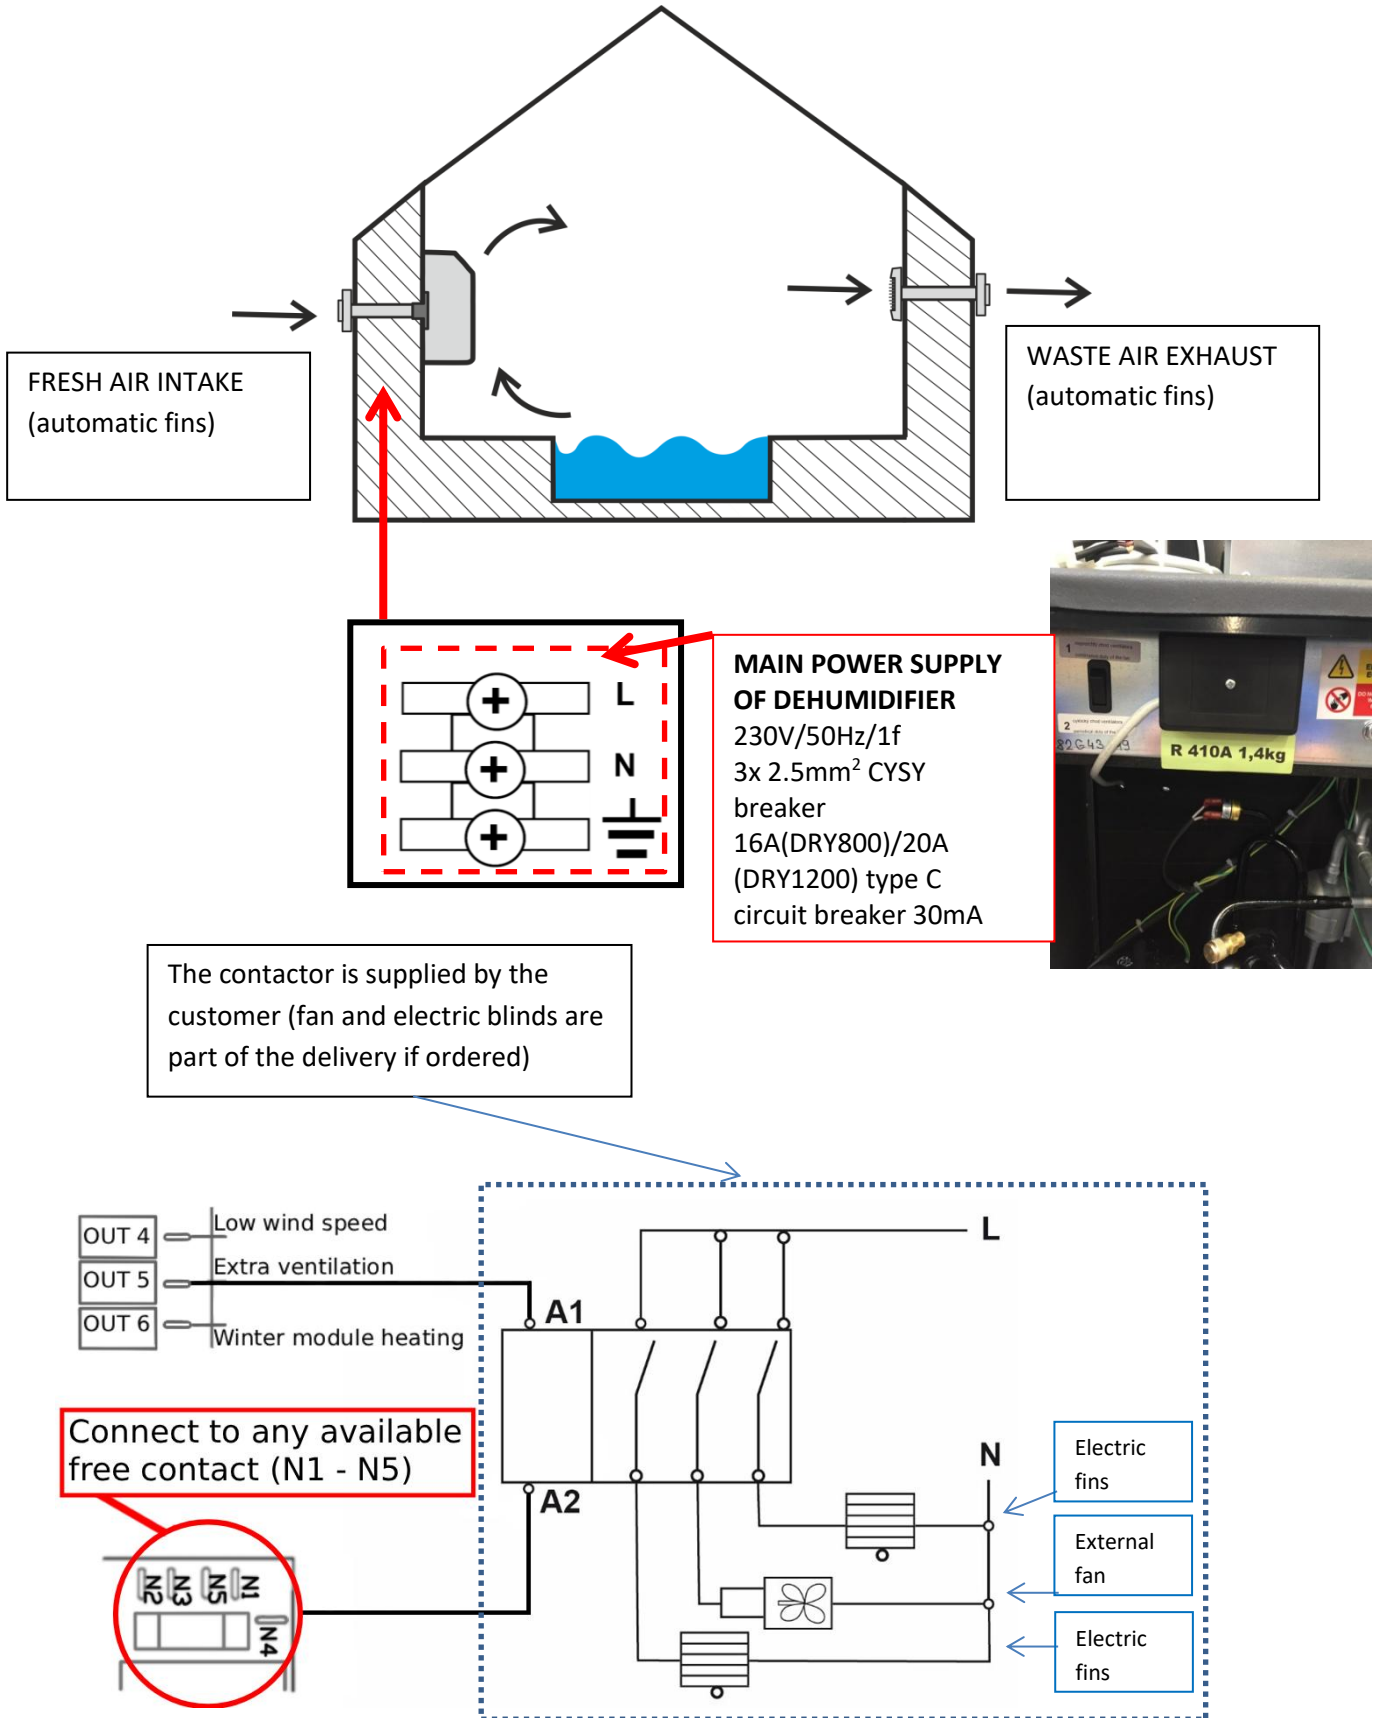 FRESH AIR INTAKE
(automatic fins)
WASTE AIR EXHAUST
(automatic fins)
L
N
MAIN POWER SUPPLY
OF DEHUMIDIFIER
230V/50Hz/1f
3x 2.5mm² CYSY
breaker
16A(DRY800)/20A
(DRY1200) type C
circuit breaker 30mA
1
2
R 410A 1,4kg
The contactor is supplied by the
customer (fan and electric blinds are
part of the delivery if ordered)
OUT 4
Low wind speed
OUT 5
Extra ventilation
OUT 6
Winter module heating
L
A1
A2
N
Connect to any available
free contact (N1 - N5)
N2
N3
N5
N1
N4
Electric
fins
External
fan
Electric
fins